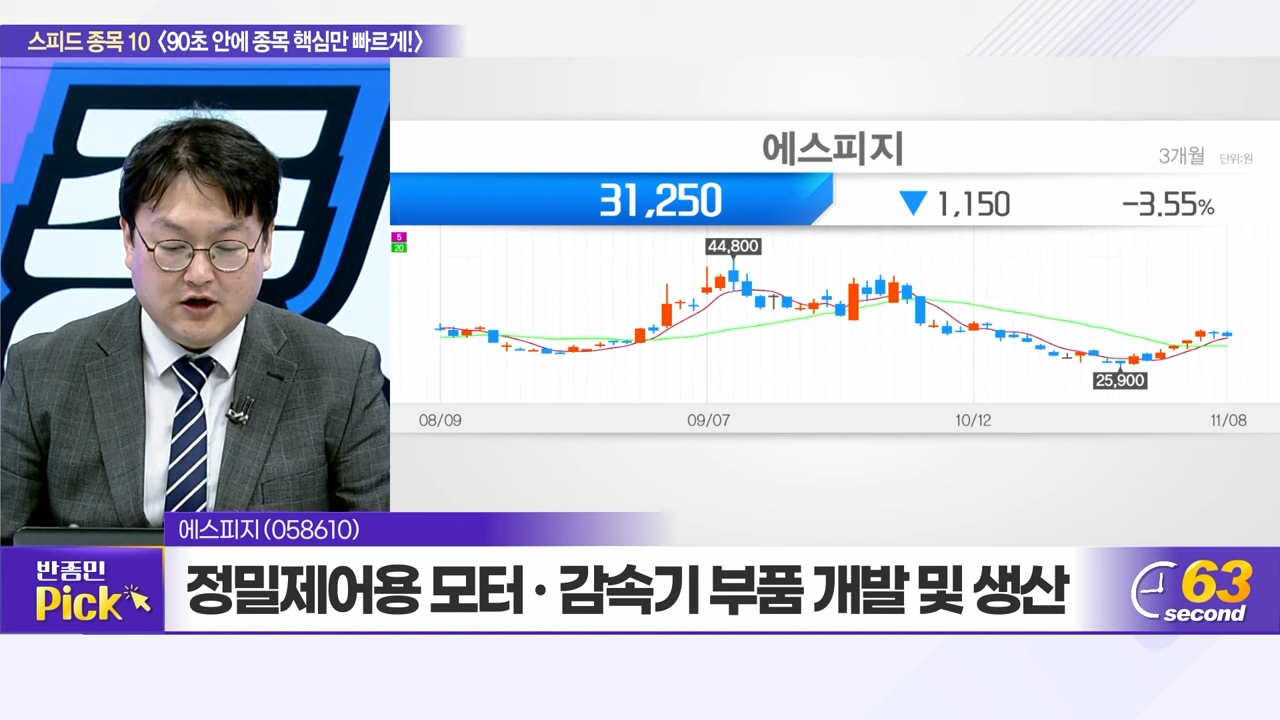 스피드 종목 10 <90초 안에 종목 핵심만 빠르게!>
에스피지
3개월 단위:원
31,250 ▼ 1,150 -3.55%
5
20
44,800
25,900
08/09 09/07 10/12 11/08
에스피지(058610)
반종민
Pick
정밀제어용 모터·감속기 부품 개발 및 생산
63
second